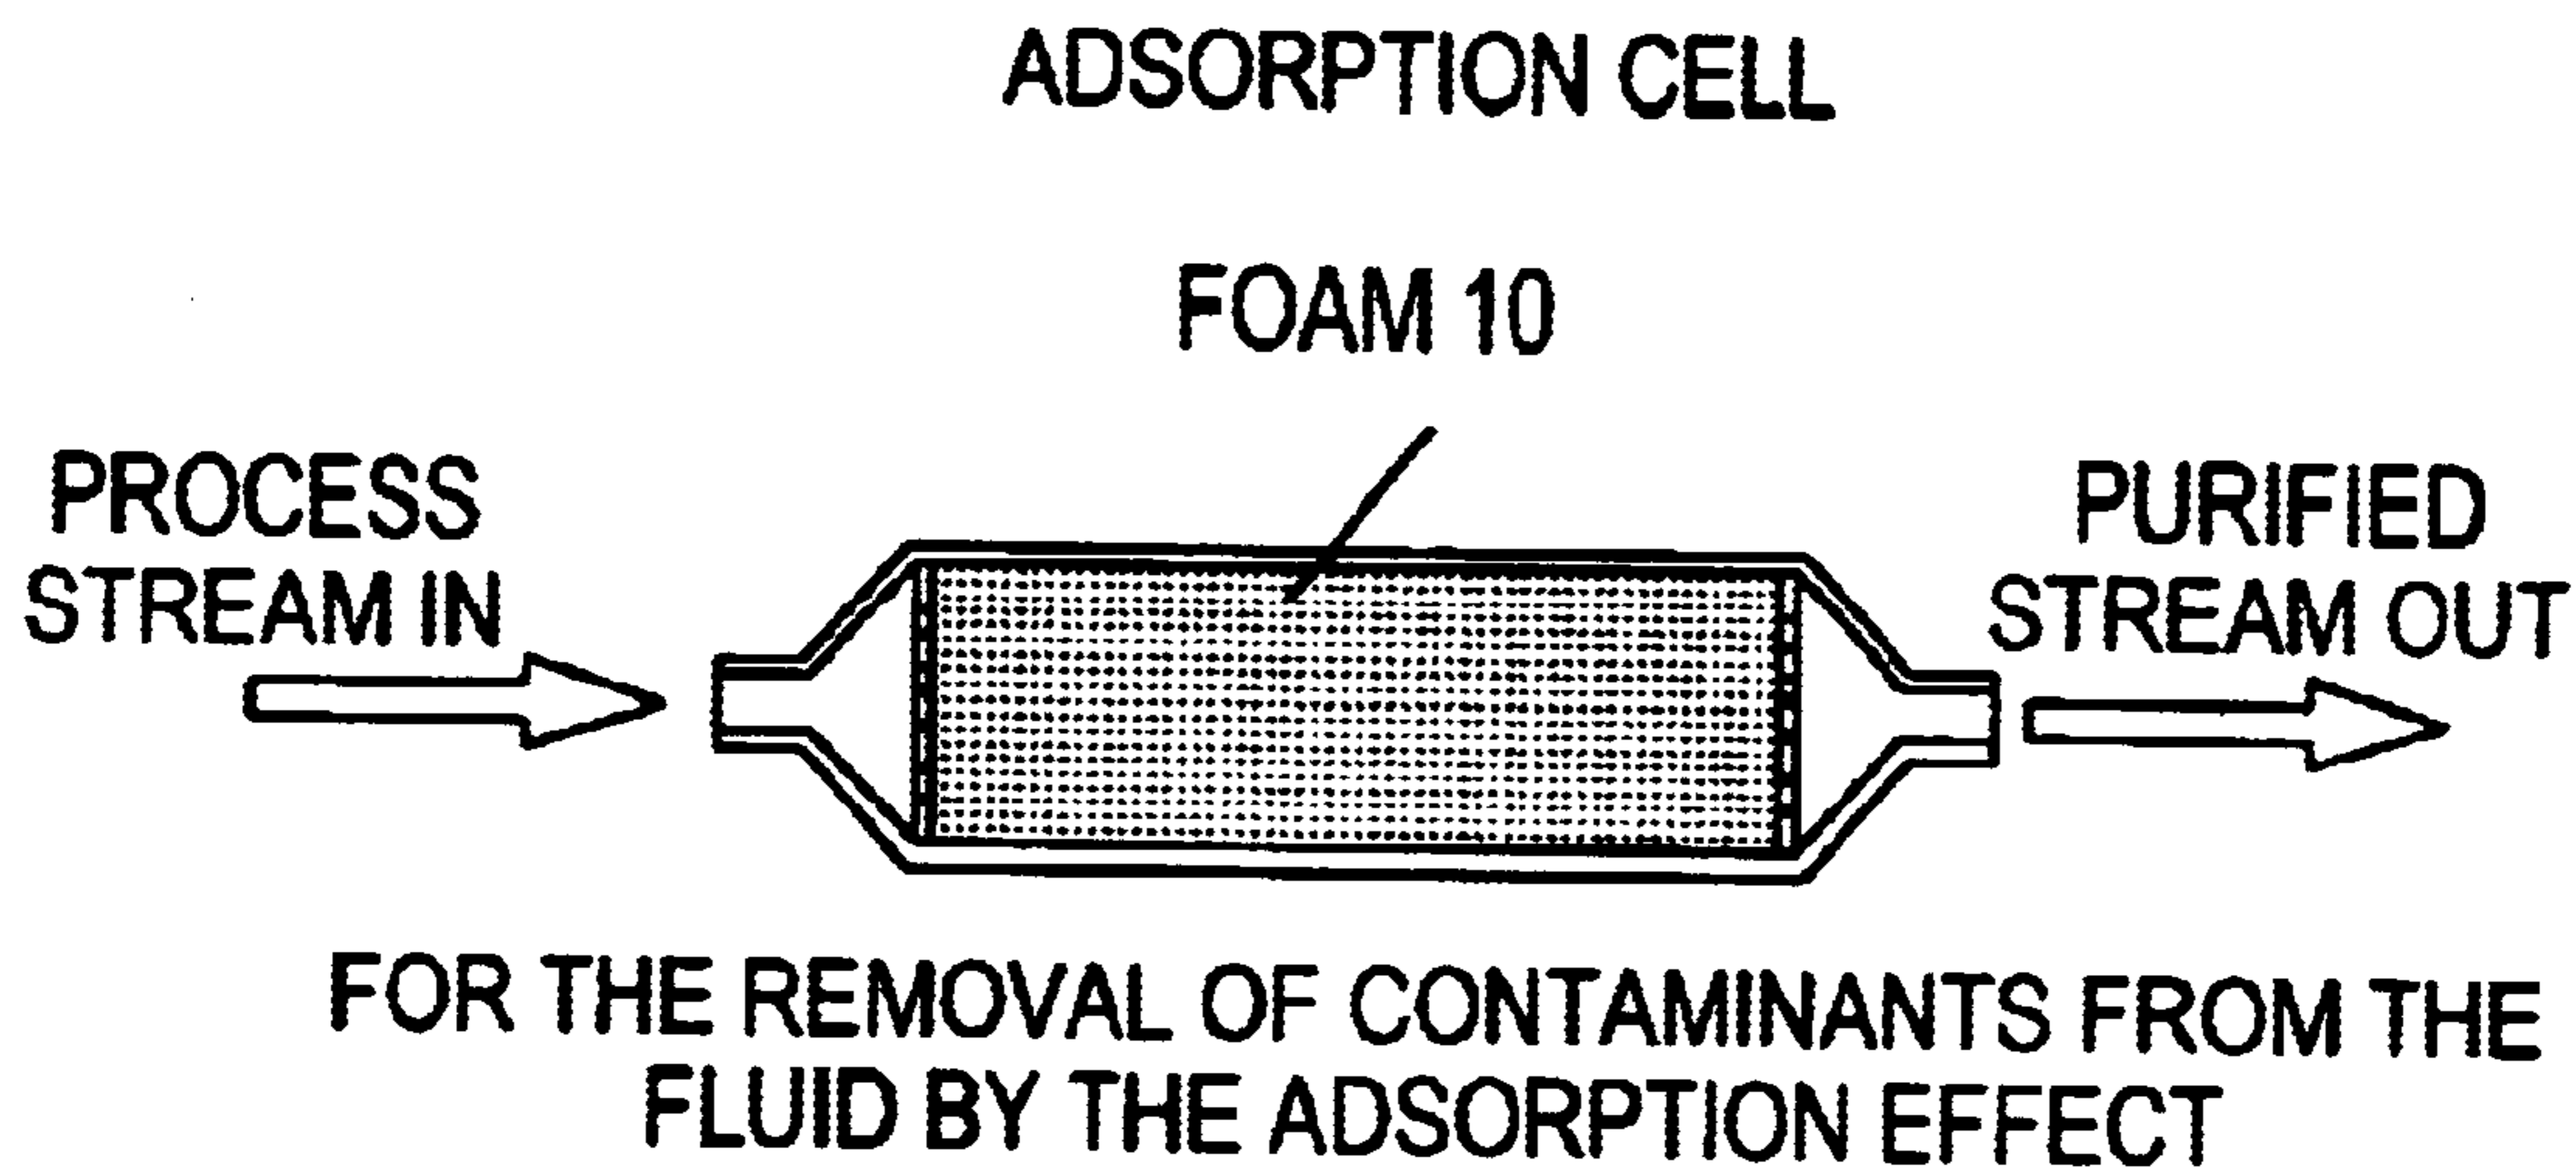 ADSORPTION CELL
FOAM 10
PROCESS
STREAM IN
PURIFIED
STREAM OUT
FOR THE REMOVAL OF CONTAMINANTS FROM THE
FLUID BY THE ADSORPTION EFFECT